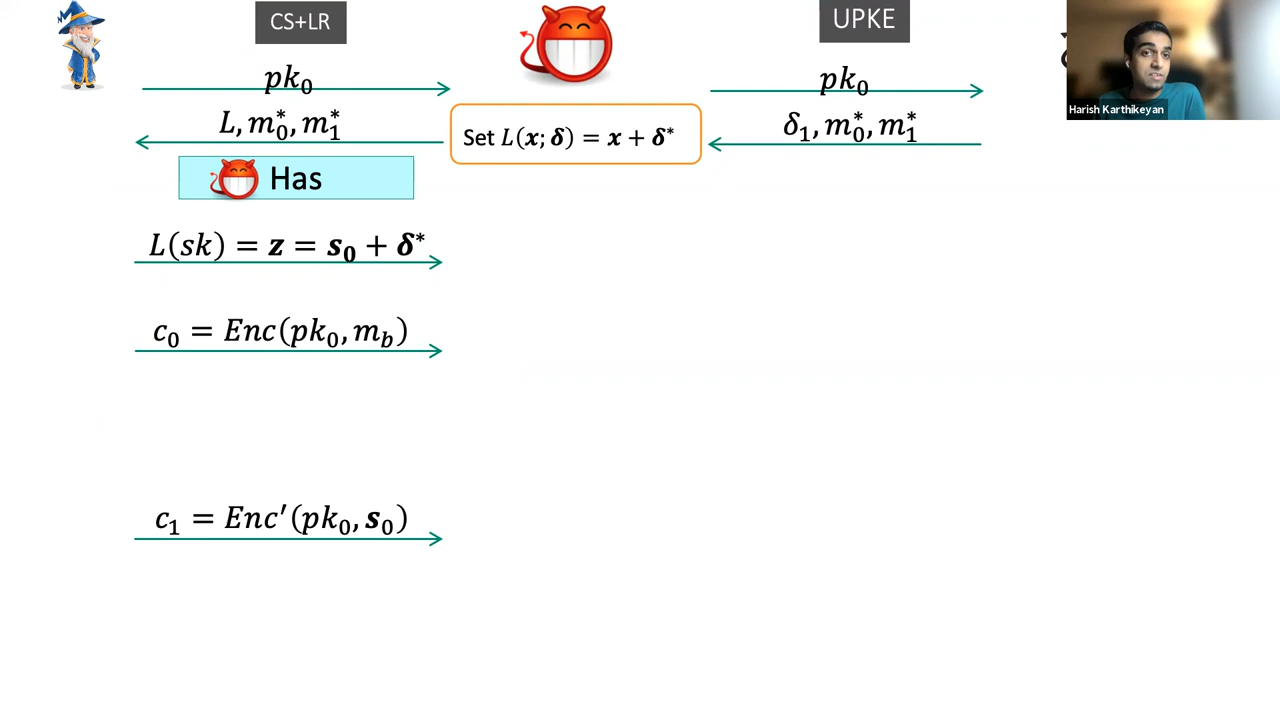 CS+LR
UPKE
pk₀
pk₀
Harish Karthikeyan
L, m₀*, m₁*
Set L(x; δ) = x + δ*
δ₁, m₀*, m₁*
Has
L(sk) = z = s₀ + δ*
c₀ = Enc(pk₀, m_b)
c₁ = Enc′(pk₀, s₀)